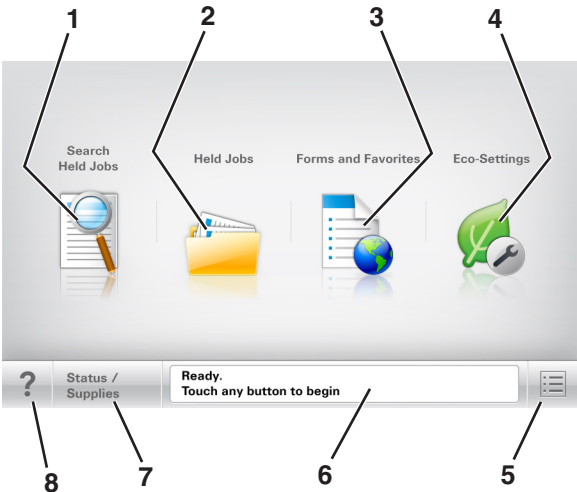 1
2
3
4
Search
Held Jobs
Held Jobs
Forms and Favorites
Eco-Settings
?
Status /
Supplies
Ready.
Touch any button to begin
8
7
6
5